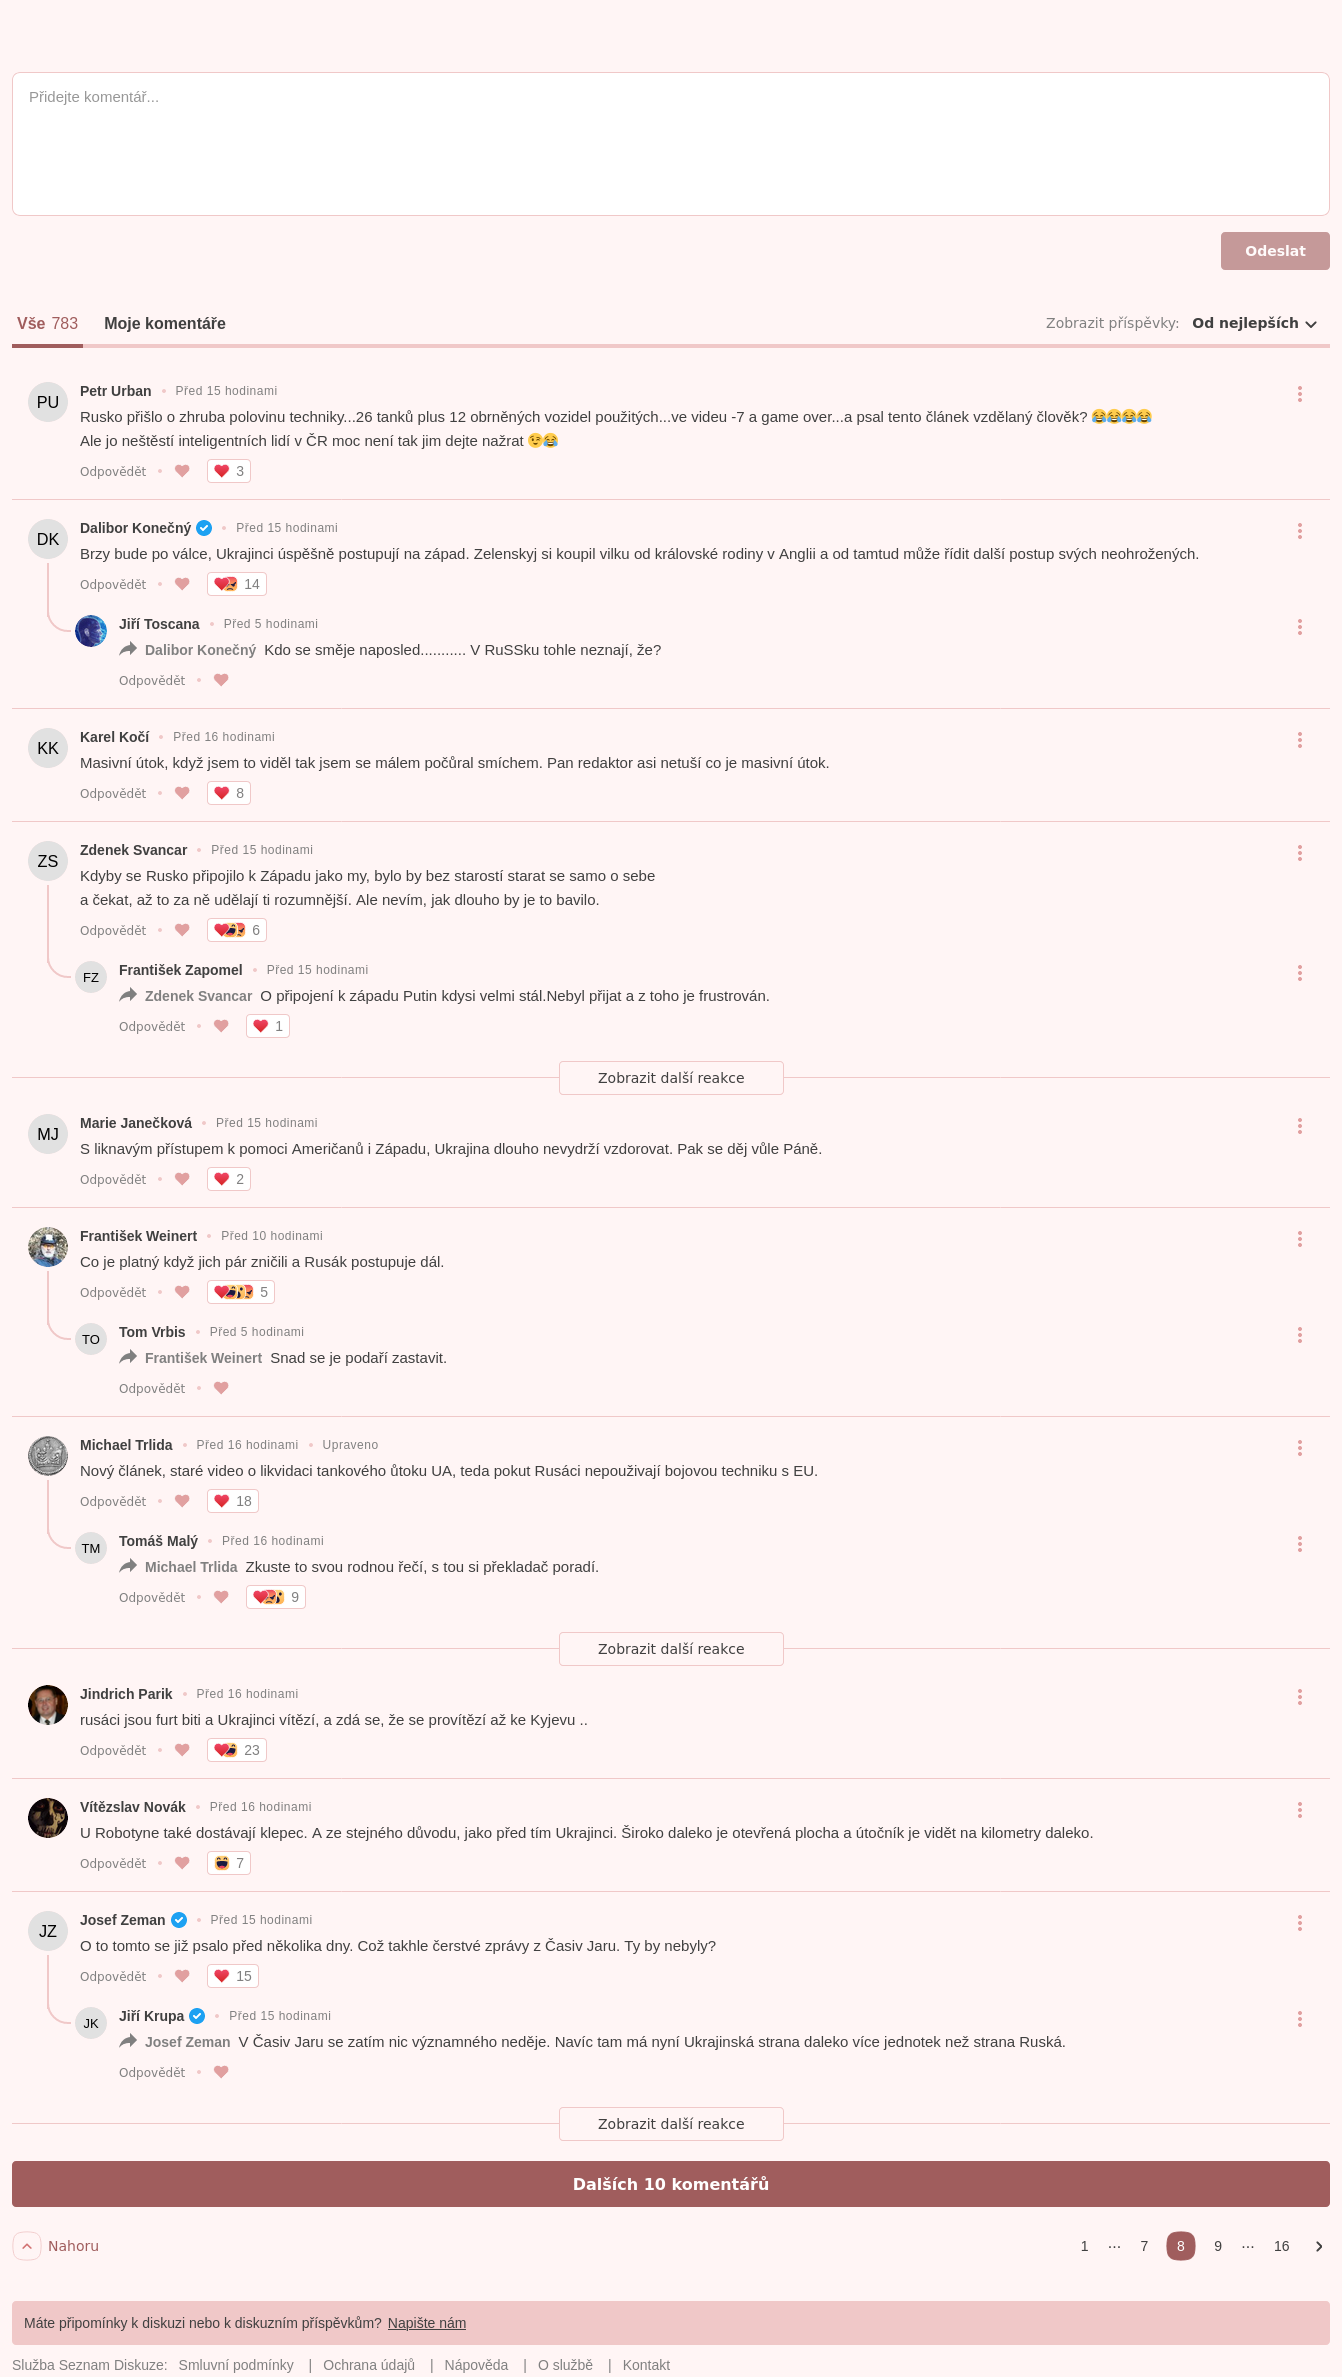 Přidejte komentář...
Odeslat
Vše 783 Moje komentáře Zobrazit příspěvky: Od nejlepších
PU Petr Urban • Před 15 hodinami
Rusko přišlo o zhruba polovinu techniky...26 tanků plus 12 obrněných vozidel použitých...ve videu -7 a game over...a psal tento článek vzdělaný člověk? 😂😂😂😂
Ale jo neštěstí inteligentních lidí v ČR moc není tak jim dejte nažrat 😉😂
Odpovědět • 3
DK Dalibor Konečný • Před 15 hodinami
Brzy bude po válce, Ukrajinci úspěšně postupují na západ. Zelenskyj si koupil vilku od královské rodiny v Anglii a od tamtud může řídit další postup svých neohrožených.
Odpovědět • 14
Jiří Toscana • Před 5 hodinami
Dalibor Konečný Kdo se směje naposled........... V RuSSku tohle neznají, že?
Odpovědět •
KK Karel Kočí • Před 16 hodinami
Masivní útok, když jsem to viděl tak jsem se málem počůral smíchem. Pan redaktor asi netuší co je masivní útok.
Odpovědět • 8
ZS Zdenek Svancar • Před 15 hodinami
Kdyby se Rusko připojilo k Západu jako my, bylo by bez starostí starat se samo o sebe
a čekat, až to za ně udělají ti rozumnější. Ale nevím, jak dlouho by je to bavilo.
Odpovědět • 6
FZ František Zapomel • Před 15 hodinami
Zdenek Svancar O připojení k západu Putin kdysi velmi stál.Nebyl přijat a z toho je frustrován.
Odpovědět • 1
Zobrazit další reakce
MJ Marie Janečková • Před 15 hodinami
S liknavým přístupem k pomoci Američanů i Západu, Ukrajina dlouho nevydrží vzdorovat. Pak se děj vůle Páně.
Odpovědět • 2
František Weinert • Před 10 hodinami
Co je platný když jich pár zničili a Rusák postupuje dál.
Odpovědět • 5
TO Tom Vrbis • Před 5 hodinami
František Weinert Snad se je podaří zastavit.
Odpovědět •
Michael Trlida • Před 16 hodinami • Upraveno
Nový článek, staré video o likvidaci tankového ůtoku UA, teda pokut Rusáci nepouživají bojovou techniku s EU.
Odpovědět • 18
TM Tomáš Malý • Před 16 hodinami
Michael Trlida Zkuste to svou rodnou řečí, s tou si překladač poradí.
Odpovědět • 9
Zobrazit další reakce
Jindrich Parik • Před 16 hodinami
rusáci jsou furt biti a Ukrajinci vítězí, a zdá se, že se provítězí až ke Kyjevu ..
Odpovědět • 23
Vítězslav Novák • Před 16 hodinami
U Robotyne také dostávají klepec. A ze stejného důvodu, jako před tím Ukrajinci. Široko daleko je otevřená plocha a útočník je vidět na kilometry daleko.
Odpovědět • 7
JZ Josef Zeman • Před 15 hodinami
O to tomto se již psalo před několika dny. Což takhle čerstvé zprávy z Časiv Jaru. Ty by nebyly?
Odpovědět • 15
JK Jiří Krupa • Před 15 hodinami
Josef Zeman V Časiv Jaru se zatím nic významného neděje. Navíc tam má nyní Ukrajinská strana daleko více jednotek než strana Ruská.
Odpovědět •
Zobrazit další reakce
Dalších 10 komentářů
Nahoru 1 ··· 7 8 9 ··· 16
Máte připomínky k diskuzi nebo k diskuzním příspěvkům? Napište nám
Služba Seznam Diskuze: Smluvní podmínky | Ochrana údajů | Nápověda | O službě | Kontakt